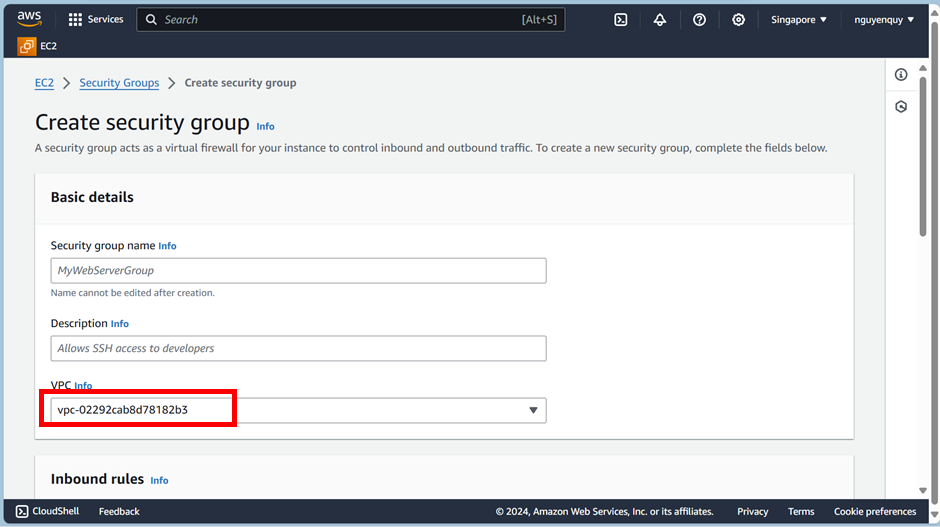 aws Services Search [Alt+S] Singapore ▼ nguyenquy ▼
EC2
EC2 > Security Groups > Create security group
Create security group Info
A security group acts as a virtual firewall for your instance to control inbound and outbound traffic. To create a new security group, complete the fields below.
Basic details
Security group name Info
MyWebServerGroup
Name cannot be edited after creation.
Description Info
Allows SSH access to developers
VPC Info
vpc-02292cab8d78182b3
Inbound rules Info
CloudShell Feedback © 2024, Amazon Web Services, Inc. or its affiliates. Privacy Terms Cookie preferences